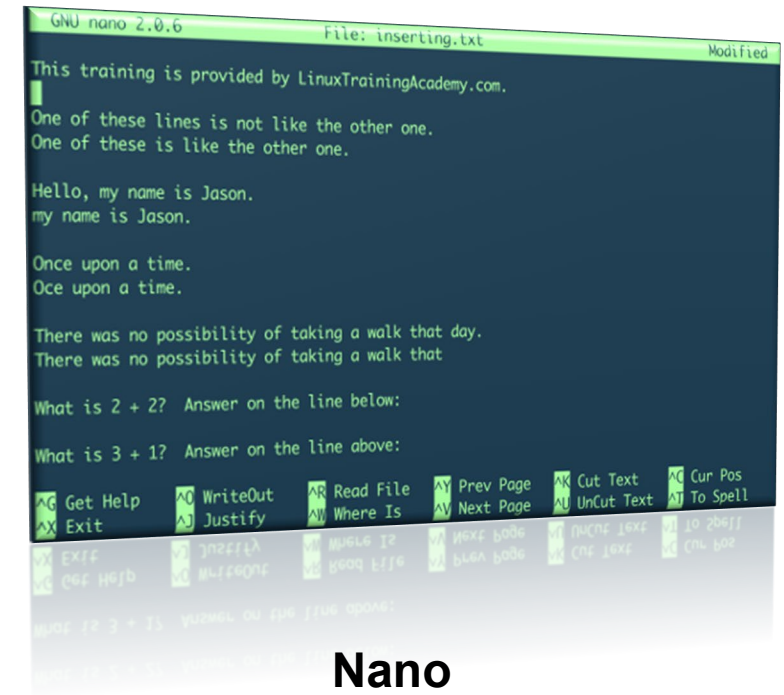 GNU nano 2.0.6 File: inserting.txt Modified
This training is provided by LinuxTrainingAcademy.com.
One of these lines is not like the other one.
One of these is like the other one.
Hello, my name is Jason.
my name is Jason.
Once upon a time.
Oce upon a time.
There was no possibility of taking a walk that day.
There was no possibility of taking a walk that
What is 2 + 2?  Answer on the line below:
What is 3 + 1?  Answer on the line above:
^G Get Help ^O WriteOut ^R Read File ^Y Prev Page ^K Cut Text ^C Cur Pos
^X Exit ^J Justify ^W Where Is ^V Next Page ^U UnCut Text ^T To Spell
Nano